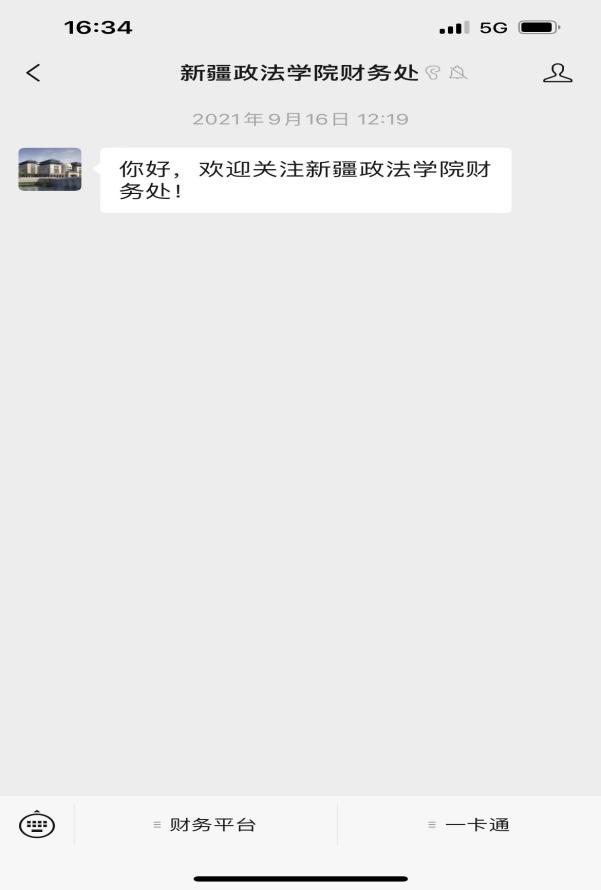 16:34
5G
新疆政法学院财务处
2021年9月16日 12:19
你好，欢迎关注新疆政法学院财
务处！
财务平台
一卡通